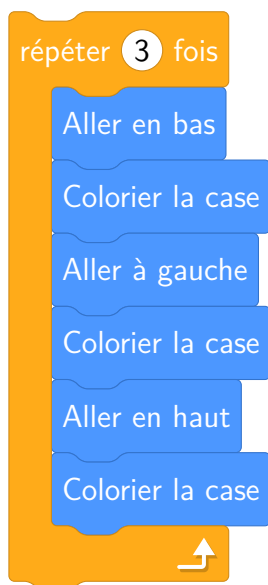 répéter 3 fois
Aller en bas
Colorier la case
Aller à gauche
Colorier la case
Aller en haut
Colorier la case